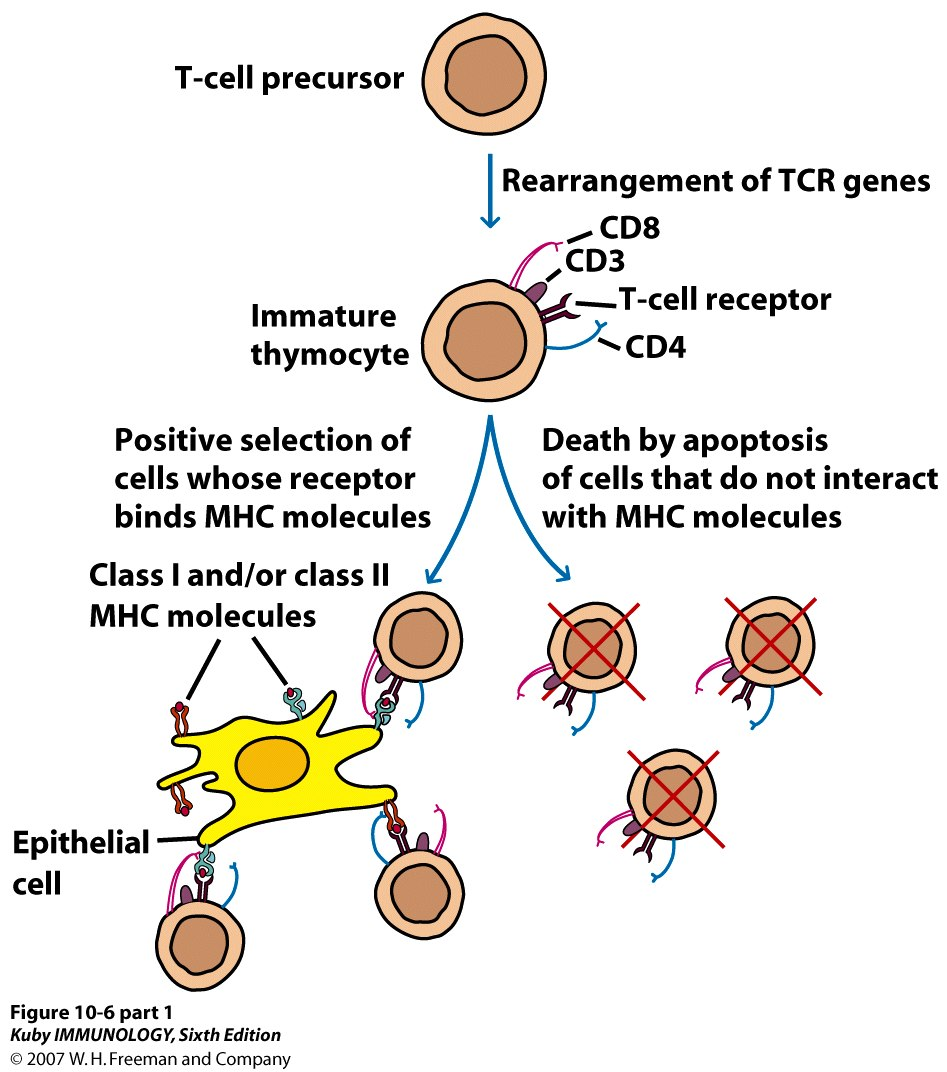 T-cell precursor
Rearrangement of TCR genes
CD8
CD3
T-cell receptor
CD4
Immature
thymocyte
Positive selection of
cells whose receptor
binds MHC molecules
Death by apoptosis
of cells that do not interact
with MHC molecules
Class I and/or class II
MHC molecules
Epithelial
cell
Figure 10-6 part 1
Kuby IMMUNOLOGY, Sixth Edition
© 2007 W. H. Freeman and Company